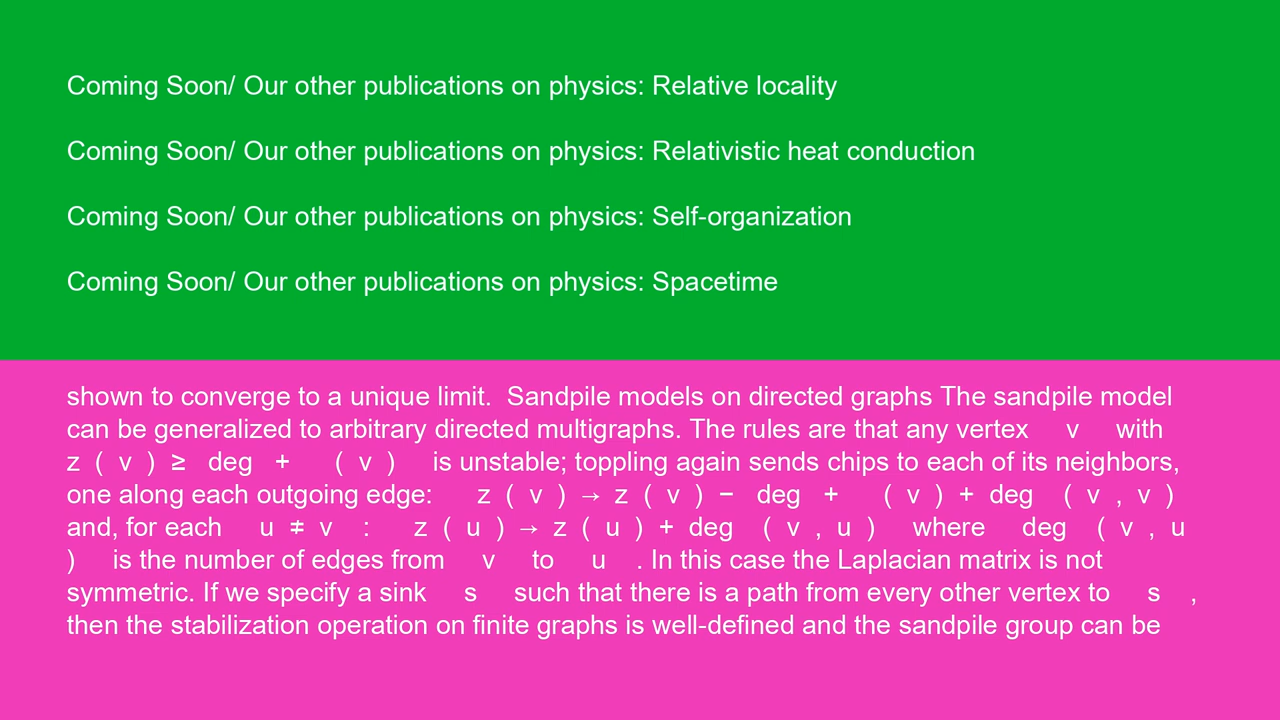 Coming Soon/ Our other publications on physics: Relative locality
Coming Soon/ Our other publications on physics: Relativistic heat conduction
Coming Soon/ Our other publications on physics: Self-organization
Coming Soon/ Our other publications on physics: Spacetime
shown to converge to a unique limit.  Sandpile models on directed graphs The sandpile model
can be generalized to arbitrary directed multigraphs. The rules are that any vertex     v     with
z  (  v  )  ≥   deg   +      (  v  )     is unstable; toppling again sends chips to each of its neighbors,
one along each outgoing edge:      z  (  v  )  →  z  (  v  )  −   deg   +      (  v  )  +  deg    (  v  ,  v  )
and, for each     u  ≠  v    :      z  (  u  )  →  z  (  u  )  +  deg    (  v  ,  u  )     where     deg    (  v  ,  u
)     is the number of edges from     v     to     u    . In this case the Laplacian matrix is not
symmetric. If we specify a sink     s     such that there is a path from every other vertex to     s    ,
then the stabilization operation on finite graphs is well-defined and the sandpile group can be